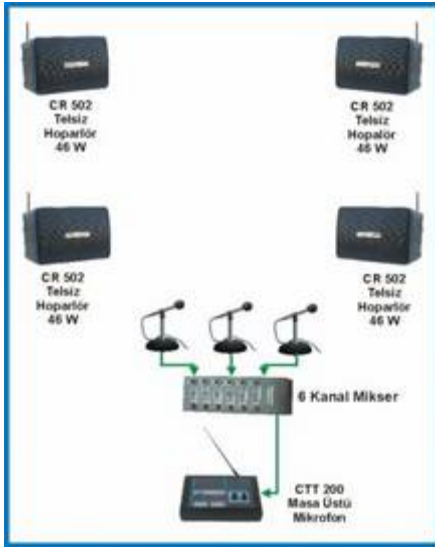 CR 502
Telsiz
Hoparlör
46 W
CR 502
Telsiz
Hopalör
46 W
CR 502
Telsiz
Hoparlör
46 W
CR 502
Telsiz
Hoparlör
46 W
6 Kanal Mikser
CTT 200
Masa Üstü
Mikrofon